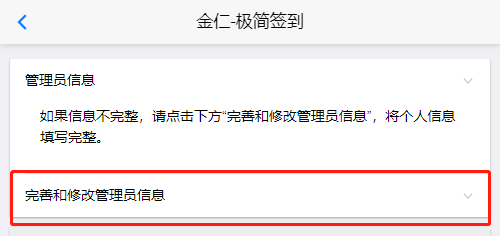 金仁-极简签到
管理员信息
如果信息不完整，请点击下方“完善和修改管理员信息”，将个人信息
填写完整。
完善和修改管理员信息